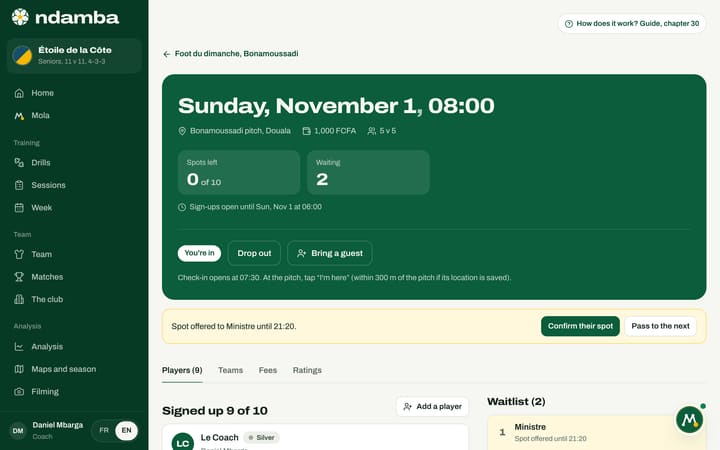 ndamba
How does it work? Guide, chapter 30
Étoile de la Côte
Seniors, 11 v 11, 4-3-3
Foot du dimanche, Bonamoussadi
Home
Mola
Training
Drills
Sessions
Week
Team
Team
Matches
The club
Analysis
Analysis
Maps and season
Filming
DM
Daniel Mbarga
Coach
FR
EN
Sunday, November 1, 08:00
Bonamoussadi pitch, Douala
1,000 FCFA
5 v 5
Spots left
0 of 10
Waiting
2
Sign-ups open until Sun, Nov 1 at 06:00
You're in
Drop out
Bring a guest
Check-in opens at 07:30. At the pitch, tap "I'm here" (within 300 m of the pitch if its location is saved).
Spot offered to Ministre until 21:20.
Confirm their spot
Pass to the next
Players (9)
Teams
Fees
Ratings
Signed up 9 of 10
Add a player
LC
Le Coach
Silver
Waitlist (2)
1
Ministre
Spot offered until 21:20
M